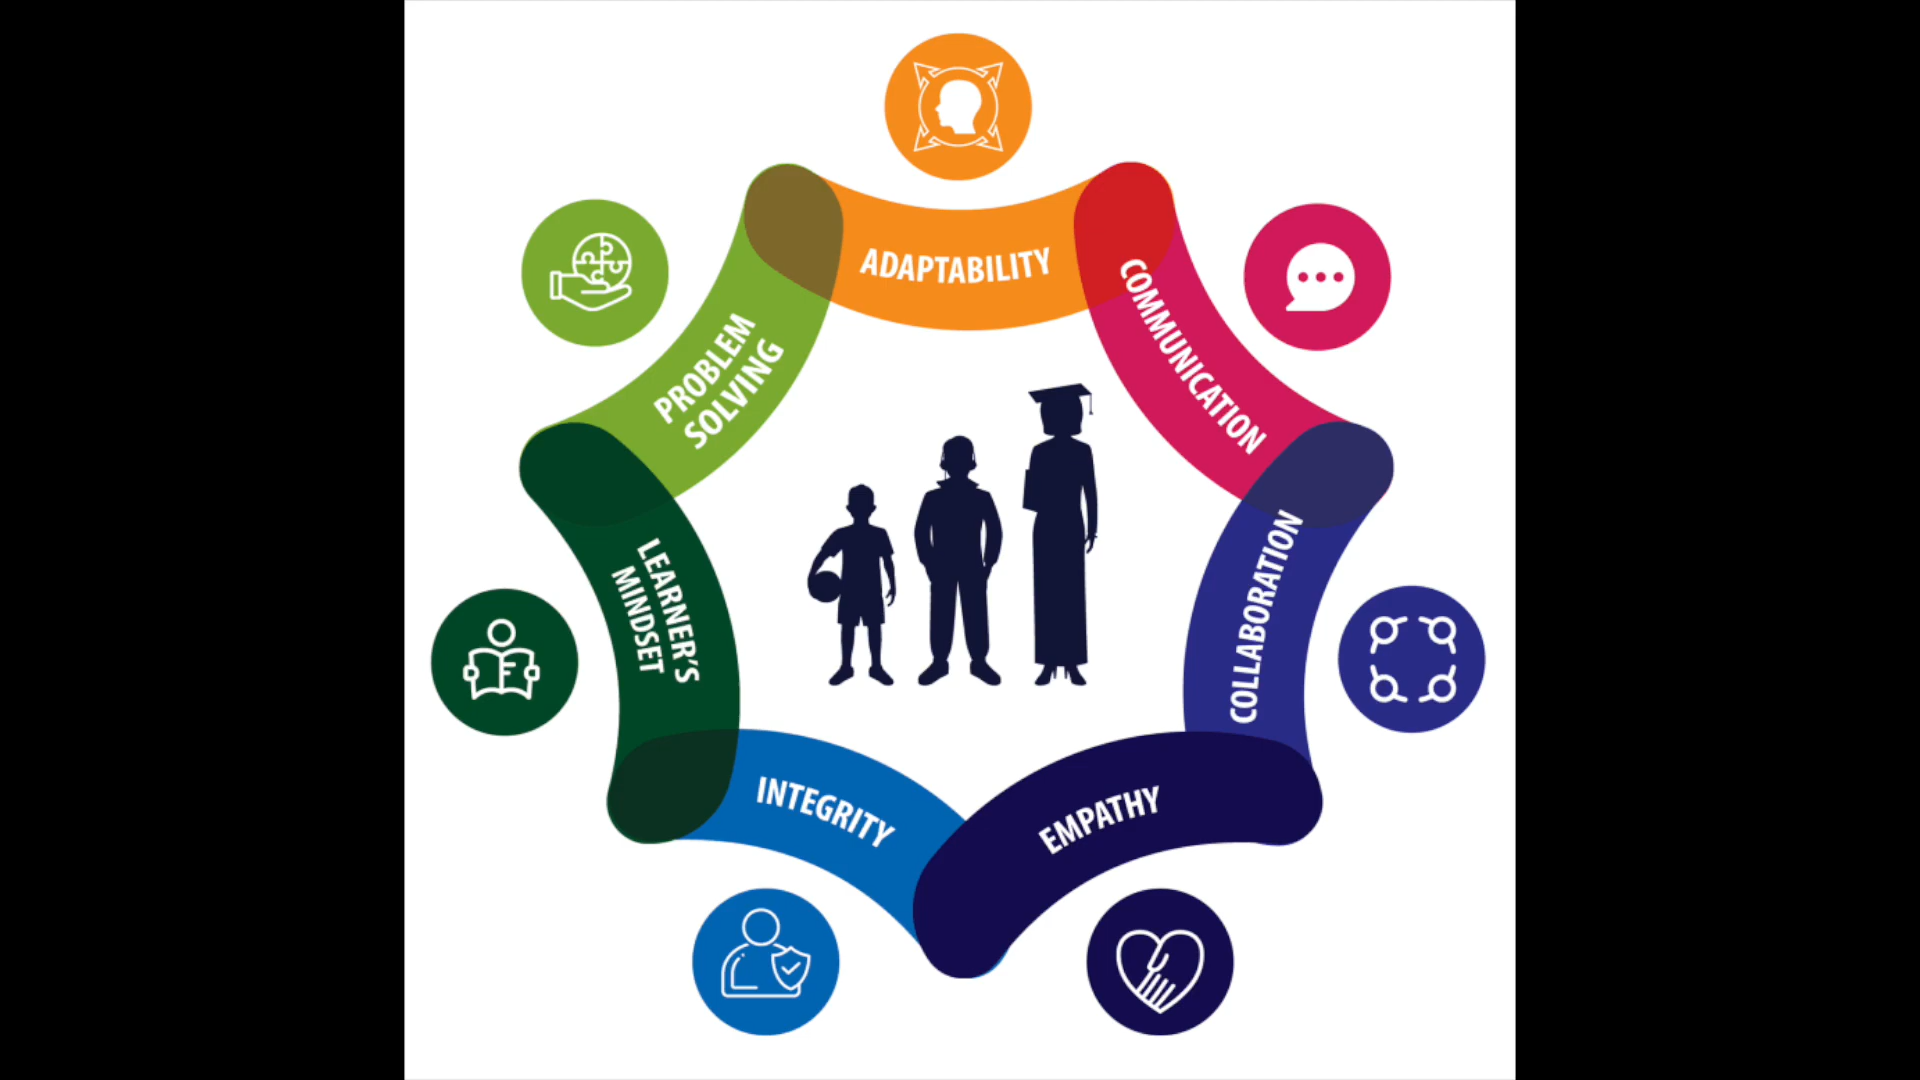 ADAPTABILITY
COMMUNICATION
COLLABORATION
EMPATHY
INTEGRITY
LEARNER'S
MINDSET
PROBLEM
SOLVING